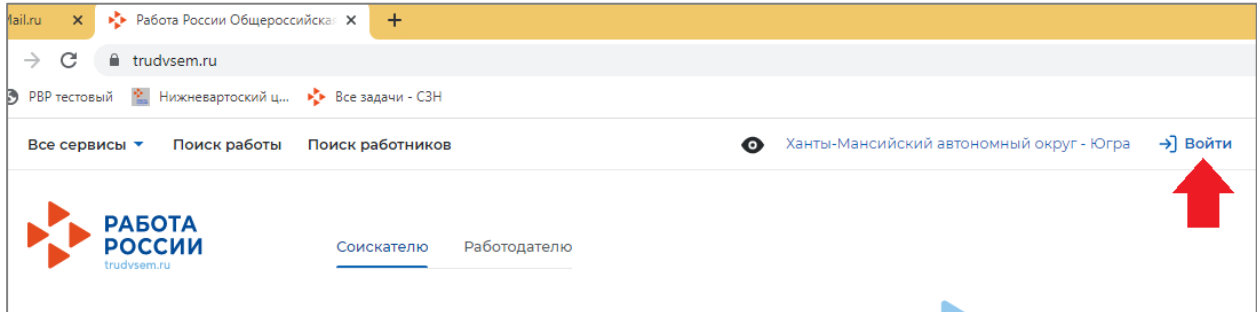 Mail.ru Работа России Общероссийска
trudvsem.ru
РВР тестовый Нижневартоский ц... Все задачи - СЗН
Все сервисы Поиск работы Поиск работников Ханты-Мансийский автономный округ - Югра Войти
РАБОТА
РОССИИ
trudvsem.ru
Соискателю Работодателю